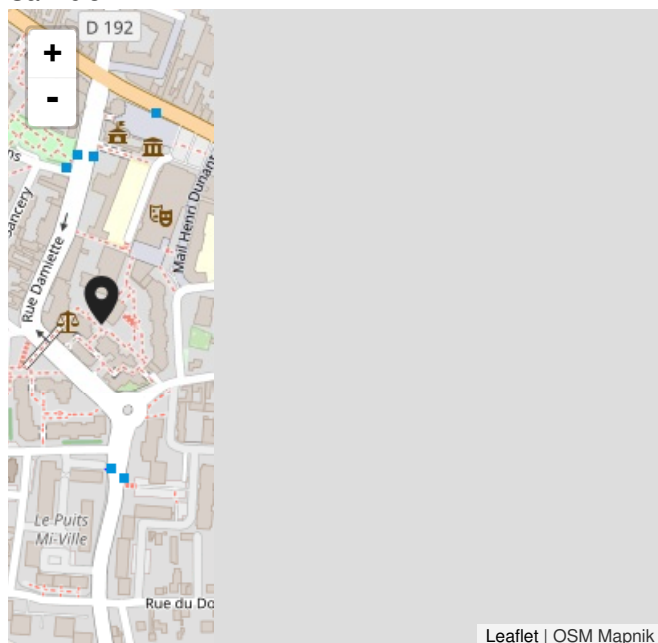 D 192
+
-
Rue Damiette
Mail Henri Dunant
Le Puits
Mi-Ville
Rue du Do
Leaflet | OSM Mapnik